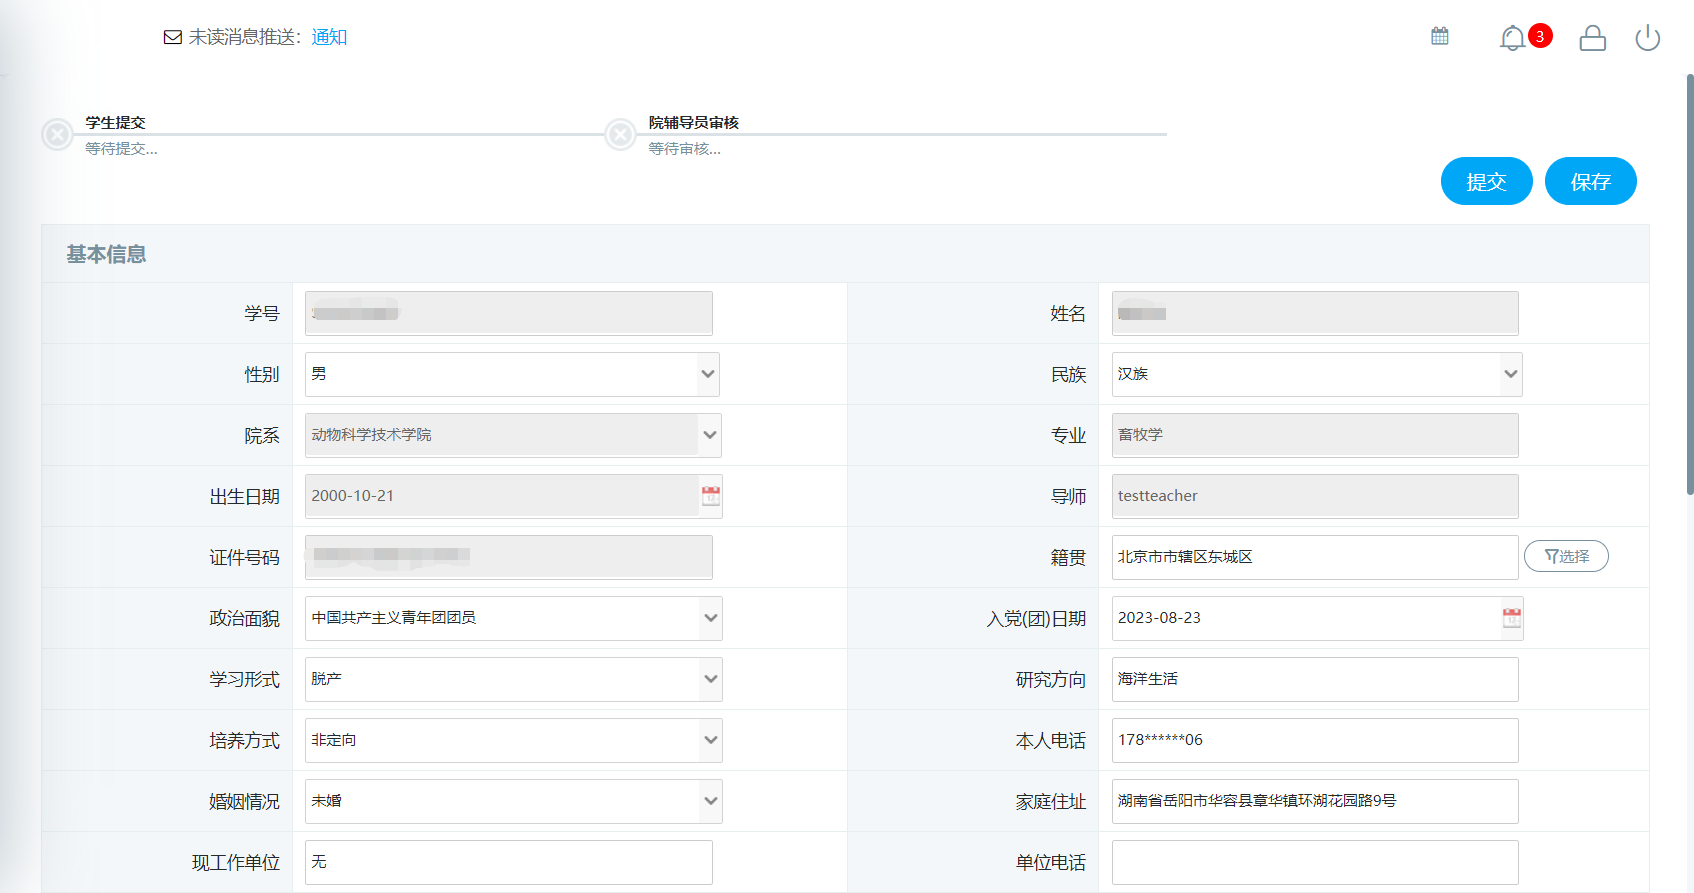 未读消息推送：通知
3
学生提交
院辅导员审核
等待提交...
等待审核...
提交
保存
基本信息
学号
姓名
性别 男
民族 汉族
院系 动物科学技术学院
专业 畜牧学
出生日期 2000-10-21
导师 testteacher
证件号码
籍贯 北京市市辖区东城区 选择
政治面貌 中国共产主义青年团团员
入党(团)日期 2023-08-23
学习形式 脱产
研究方向 海洋生活
培养方式 非定向
本人电话 178******06
婚姻情况 未婚
家庭住址 湖南省岳阳市华容县章华镇环湖花园路9号
现工作单位 无
单位电话